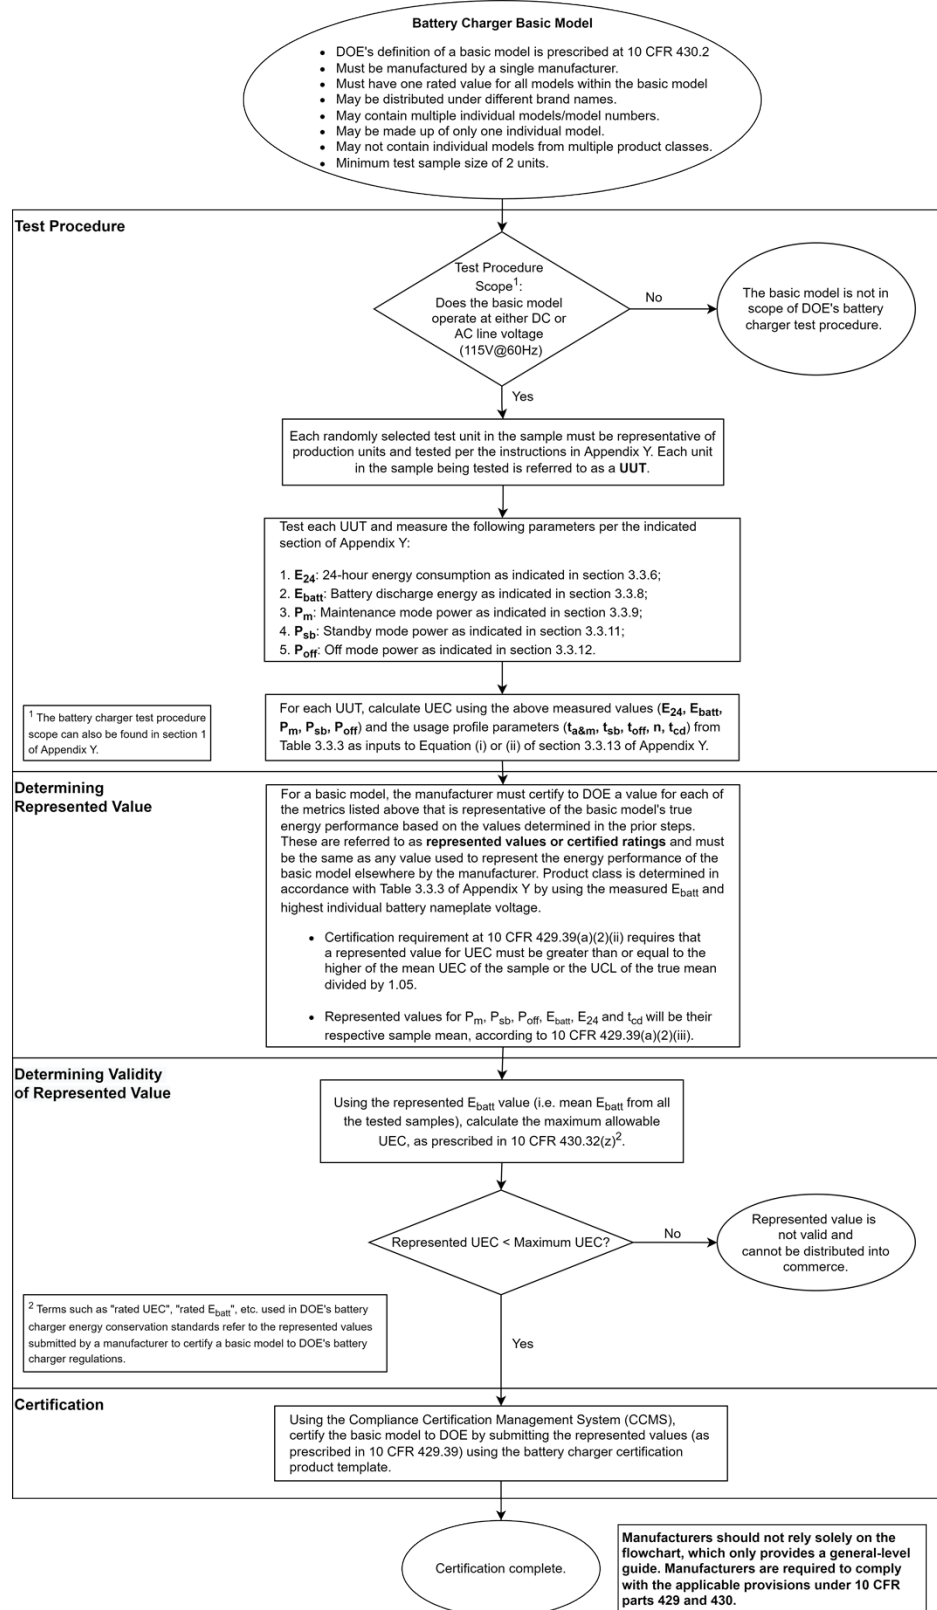 Battery Charger Basic Model
• DOE's definition of a basic model is prescribed at 10 CFR 430.2
• Must be manufactured by a single manufacturer.
• Must have one rated value for all models within the basic model
• May be distributed under different brand names.
• May contain multiple individual models/model numbers.
• May be made up of only one individual model.
• May not contain individual models from multiple product classes.
• Minimum test sample size of 2 units.
Test Procedure
Test Procedure
Scope1:
Does the basic model
operate at either DC or
AC line voltage
(115V@60Hz)
No
The basic model is not in
scope of DOE's battery
charger test procedure.
Yes
Each randomly selected test unit in the sample must be representative of
production units and tested per the instructions in Appendix Y. Each unit
in the sample being tested is referred to as a UUT.
Test each UUT and measure the following parameters per the indicated
section of Appendix Y:
1. E24: 24-hour energy consumption as indicated in section 3.3.6;
2. Ebatt: Battery discharge energy as indicated in section 3.3.8;
3. Pm: Maintenance mode power as indicated in section 3.3.9;
4. Psb: Standby mode power as indicated in section 3.3.11;
5. Poff: Off mode power as indicated in section 3.3.12.
1 The battery charger test procedure
scope can also be found in section 1
of Appendix Y.
For each UUT, calculate UEC using the above measured values (E24, Ebatt,
Pm, Psb, Poff) and the usage profile parameters (ta&m, tsb, toff, n, tcd) from
Table 3.3.3 as inputs to Equation (i) or (ii) of section 3.3.13 of Appendix Y.
Determining
Represented Value
For a basic model, the manufacturer must certify to DOE a value for each of
the metrics listed above that is representative of the basic model's true
energy performance based on the values determined in the prior steps.
These are referred to as represented values or certified ratings and must
be the same as any value used to represent the energy performance of the
basic model elsewhere by the manufacturer. Product class is determined in
accordance with Table 3.3.3 of Appendix Y by using the measured Ebatt and
highest individual battery nameplate voltage.
• Certification requirement at 10 CFR 429.39(a)(2)(ii) requires that
a represented value for UEC must be greater than or equal to the
higher of the mean UEC of the sample or the UCL of the true mean
divided by 1.05.
• Represented values for Pm, Psb, Poff, Ebatt, E24 and tcd will be their
respective sample mean, according to 10 CFR 429.39(a)(2)(iii).
Determining Validity
of Represented Value
Using the represented Ebatt value (i.e. mean Ebatt from all
the tested samples), calculate the maximum allowable
UEC, as prescribed in 10 CFR 430.32(z)2.
Represented UEC < Maximum UEC?
No
Represented value is
not valid and
cannot be distributed into
commerce.
2 Terms such as "rated UEC", "rated Ebatt", etc. used in DOE's battery
charger energy conservation standards refer to the represented values
submitted by a manufacturer to certify a basic model to DOE's battery
charger regulations.
Yes
Certification
Using the Compliance Certification Management System (CCMS),
certify the basic model to DOE by submitting the represented values (as
prescribed in 10 CFR 429.39) using the battery charger certification
product template.
Certification complete.
Manufacturers should not rely solely on the
flowchart, which only provides a general-level
guide. Manufacturers are required to comply
with the applicable provisions under 10 CFR
parts 429 and 430.